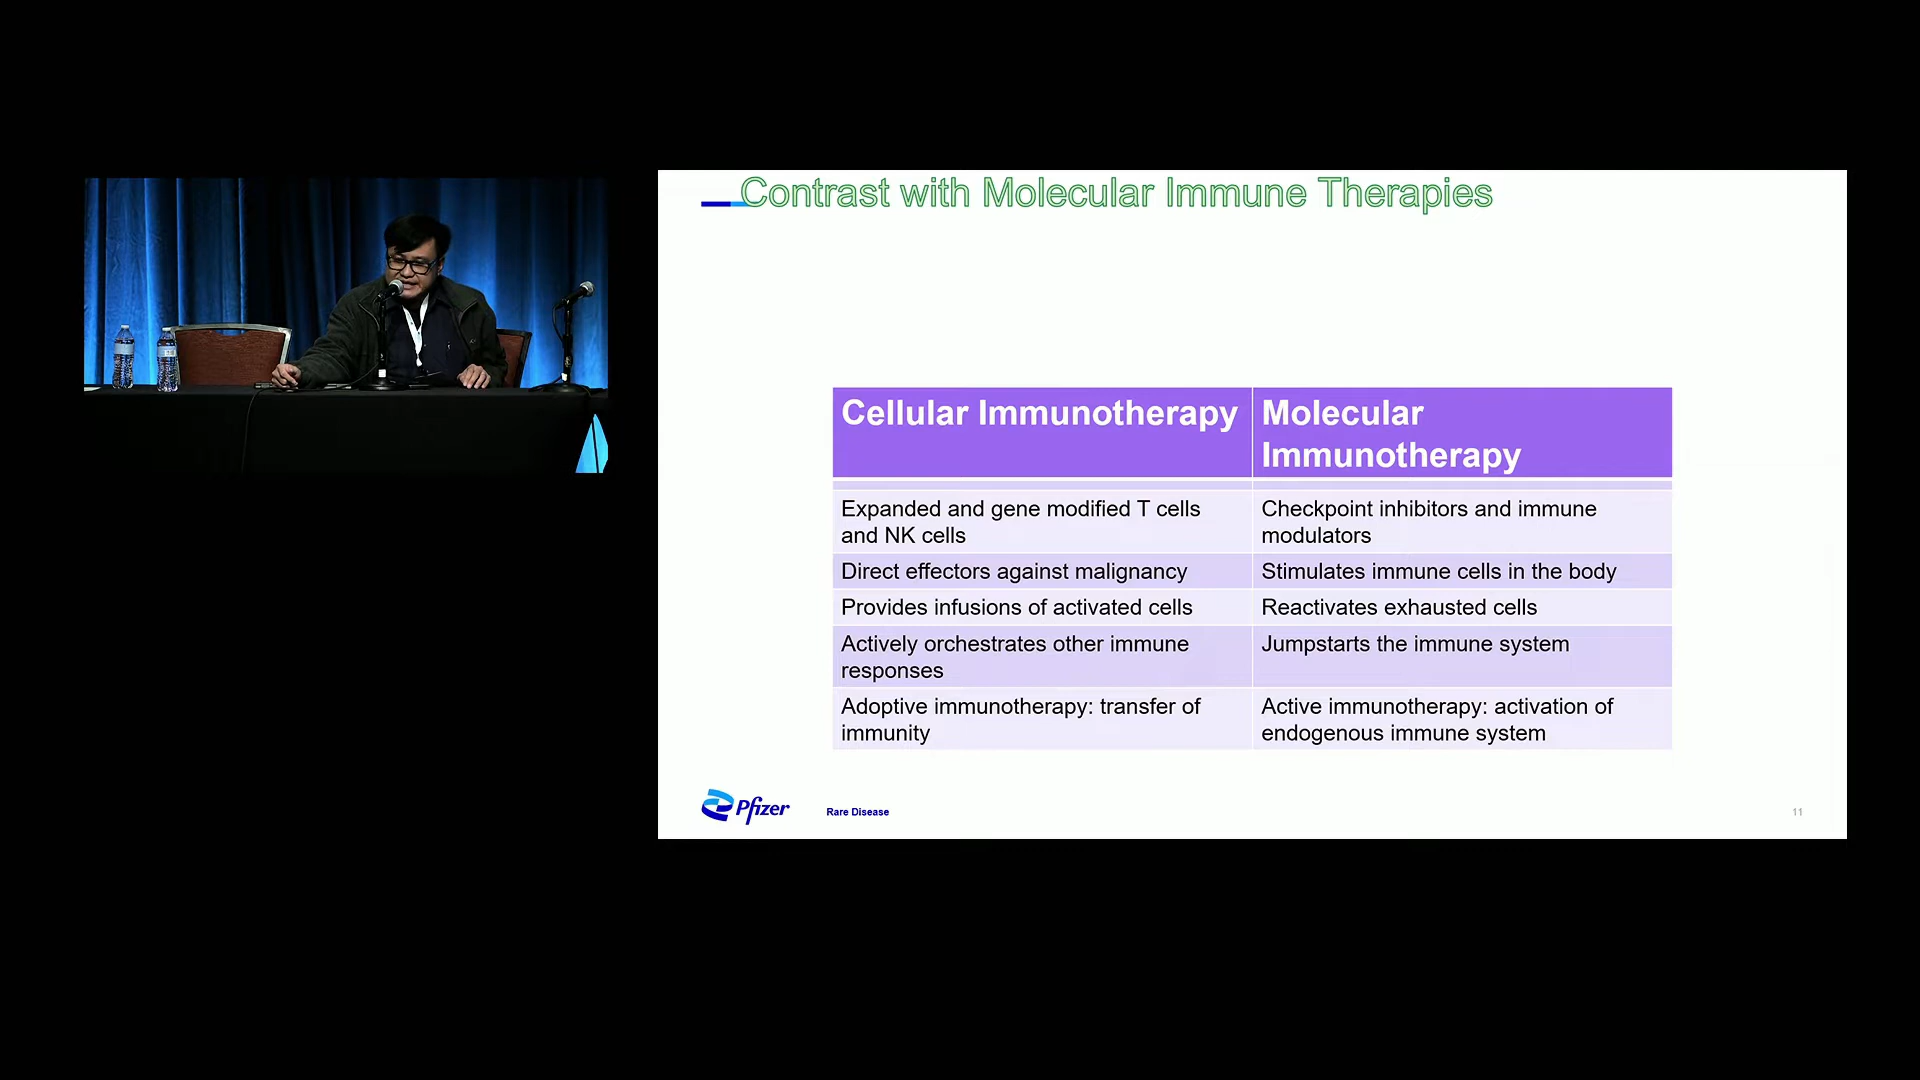 Contrast with Molecular Immune Therapies
Cellular Immunotherapy
Molecular
Immunotherapy
Expanded and gene modified T cells
and NK cells
Checkpoint inhibitors and immune
modulators
Direct effectors against malignancy
Stimulates immune cells in the body
Provides infusions of activated cells
Reactivates exhausted cells
Actively orchestrates other immune
responses
Jumpstarts the immune system
Adoptive immunotherapy: transfer of
immunity
Active immunotherapy: activation of
endogenous immune system
Pfizer
Rare Disease
11